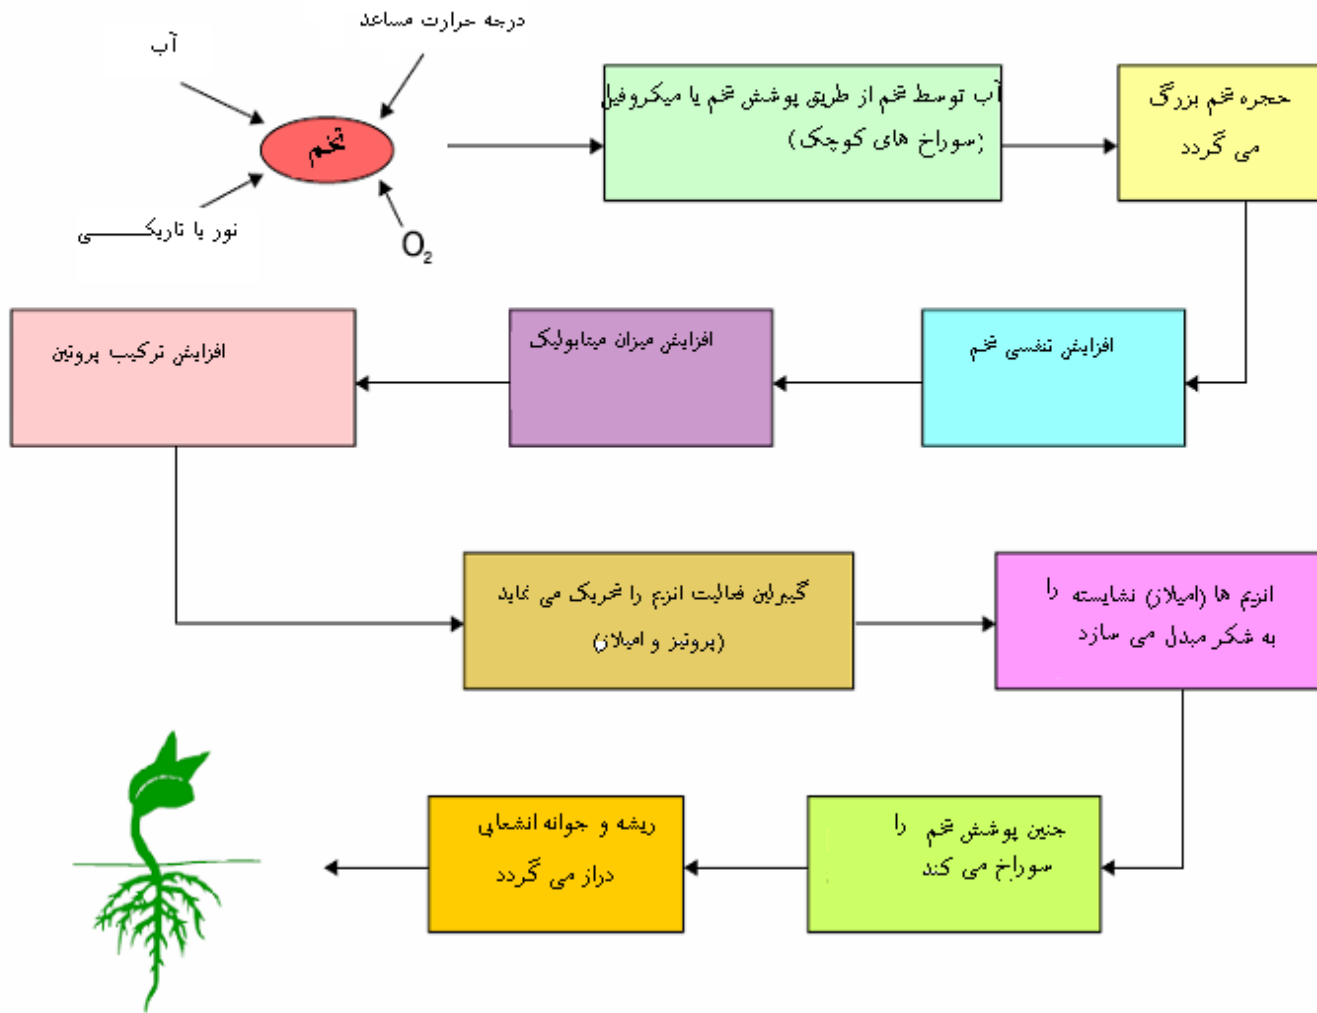 درجه حرارت مساعد
آب
تخم
نور یا تاریکـــــــی
O₂
آب توسط تخم از طریق پوشش تخم یا میکروفیل
(سوراخ های کوچک)
حجره تخم بزرگ
می گردد
افزایش تنفسی تخم
افزایش میزان میتابولیک
افزایش ترکیب پروتین
گیبرلین فعالیت انزیم را تحریک می نماید
(پروتیز و امیلاز)
انزیم ها (امیلاز) نشایسته را
به شکر مبدل می سازد
جنین پوشش تخم را
سوراخ می کند
ریشه و جوانه انشعابی
دراز می گردد